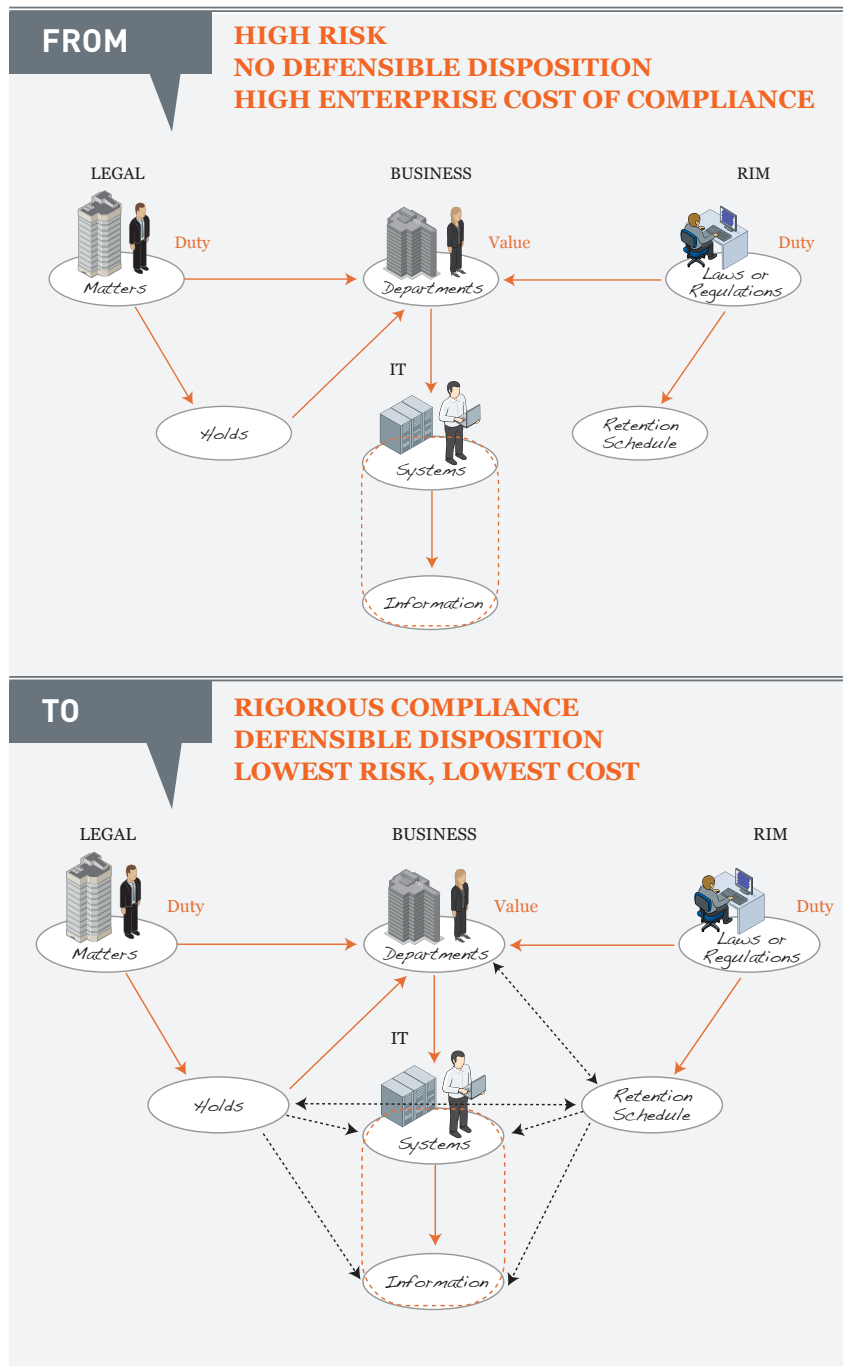 FROM
HIGH RISK
NO DEFENSIBLE DISPOSITION
HIGH ENTERPRISE COST OF COMPLIANCE
LEGAL
BUSINESS
RIM
Duty
Value
Duty
Matters
Departments
Laws or
Regulations
IT
Holds
Retention
Schedule
Systems
Information
TO
RIGOROUS COMPLIANCE
DEFENSIBLE DISPOSITION
LOWEST RISK, LOWEST COST
LEGAL
BUSINESS
RIM
Duty
Value
Duty
Matters
Departments
Laws or
Regulations
IT
Holds
Retention
Schedule
Systems
Information